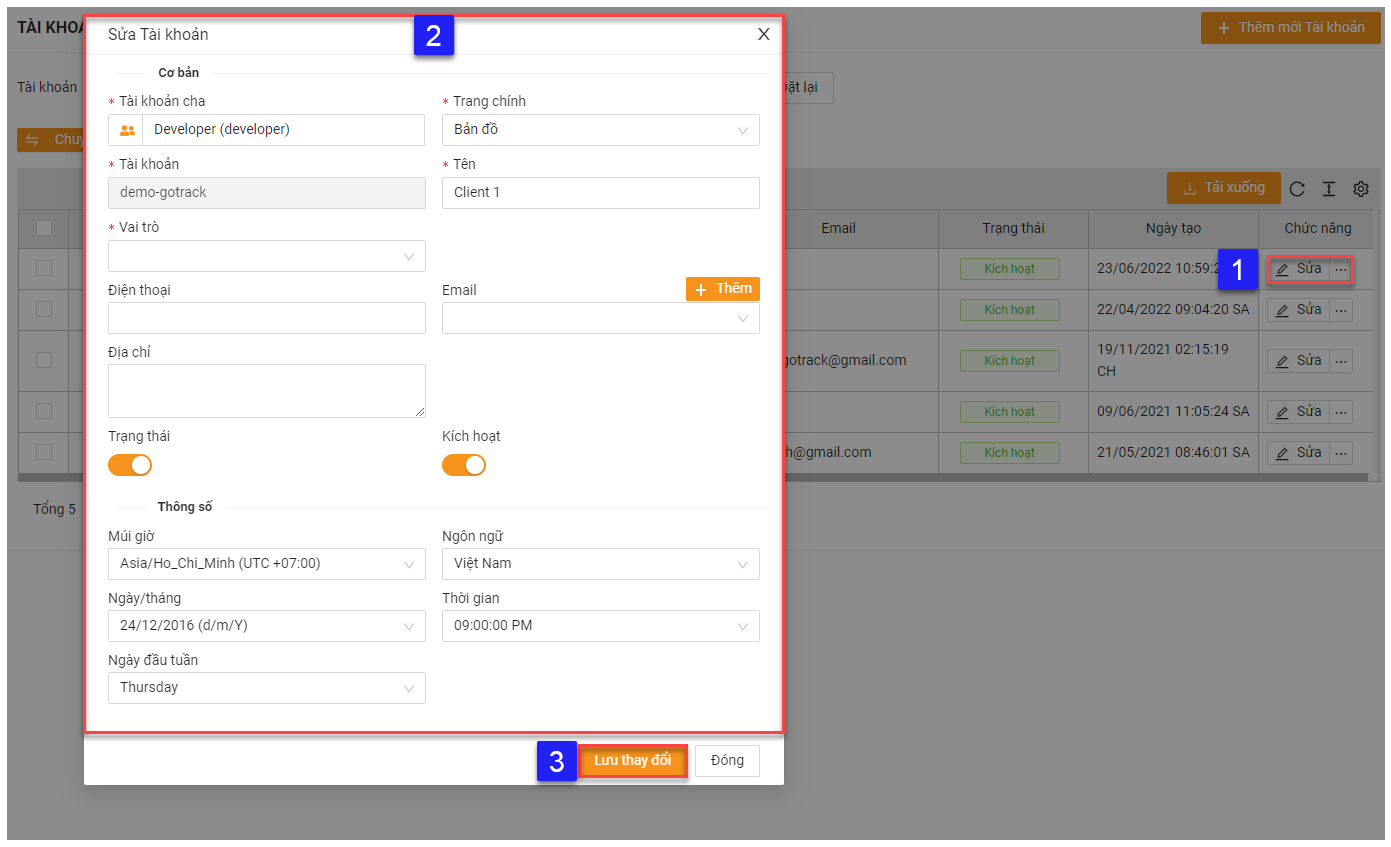 TÀI KHOẢ
Thêm mới Tài khoản
Sửa Tài khoản
2
X
Cơ bản
Tài khoản
Đặt lại
* Tài khoản cha
* Trang chính
Developer (developer)
Bản đồ
Chuy
* Tài khoản
* Tên
demo-gotrack
Client 1
Tải xuống
* Vai trò
Email
Trạng thái
Ngày tạo
Chức năng
Kích hoạt
23/06/2022 10:59:2
1
Sửa
...
Điện thoại
Email
+ Thêm
Kích hoạt
22/04/2022 09:04:20 SA
Sửa
...
Địa chỉ
gotrack@gmail.com
Kích hoạt
19/11/2021 02:15:19
CH
Sửa
...
Kích hoạt
09/06/2021 11:05:24 SA
Sửa
...
Trạng thái
Kích hoạt
h@gmail.com
Kích hoạt
21/05/2021 08:46:01 SA
Sửa
...
Tổng 5
Thông số
Múi giờ
Ngôn ngữ
Asia/Ho_Chi_Minh (UTC +07:00)
Việt Nam
Ngày/tháng
Thời gian
24/12/2016 (d/m/Y)
09:00:00 PM
Ngày đầu tuần
Thursday
3
Lưu thay đổi
Đóng